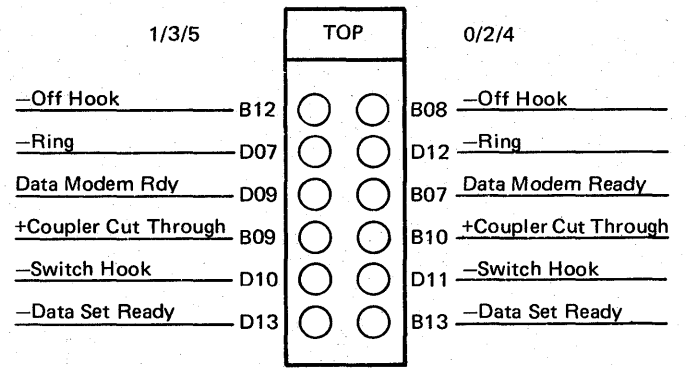 1/3/5 TOP 0/2/4
—Off Hook B12 B08 —Off Hook
—Ring D07 D12 —Ring
Data Modem Rdy D09 B07 Data Modem Ready
+Coupler Cut Through B09 B10 +Coupler Cut Through
—Switch Hook D10 D11 —Switch Hook
—Data Set Ready D13 B13 —Data Set Ready